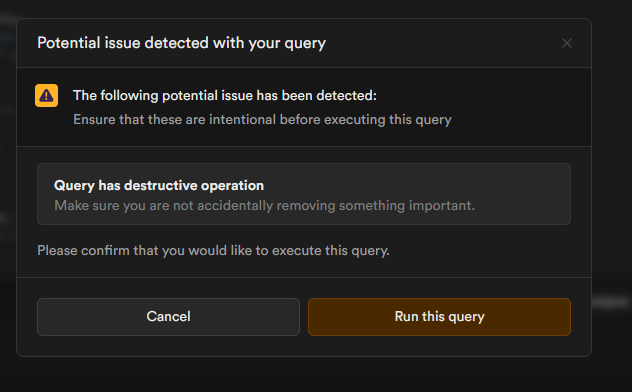 Potential issue detected with your query
The following potential issue has been detected:
Ensure that these are intentional before executing this query
Query has destructive operation
Make sure you are not accidentally removing something important.
Please confirm that you would like to execute this query.
Cancel
Run this query